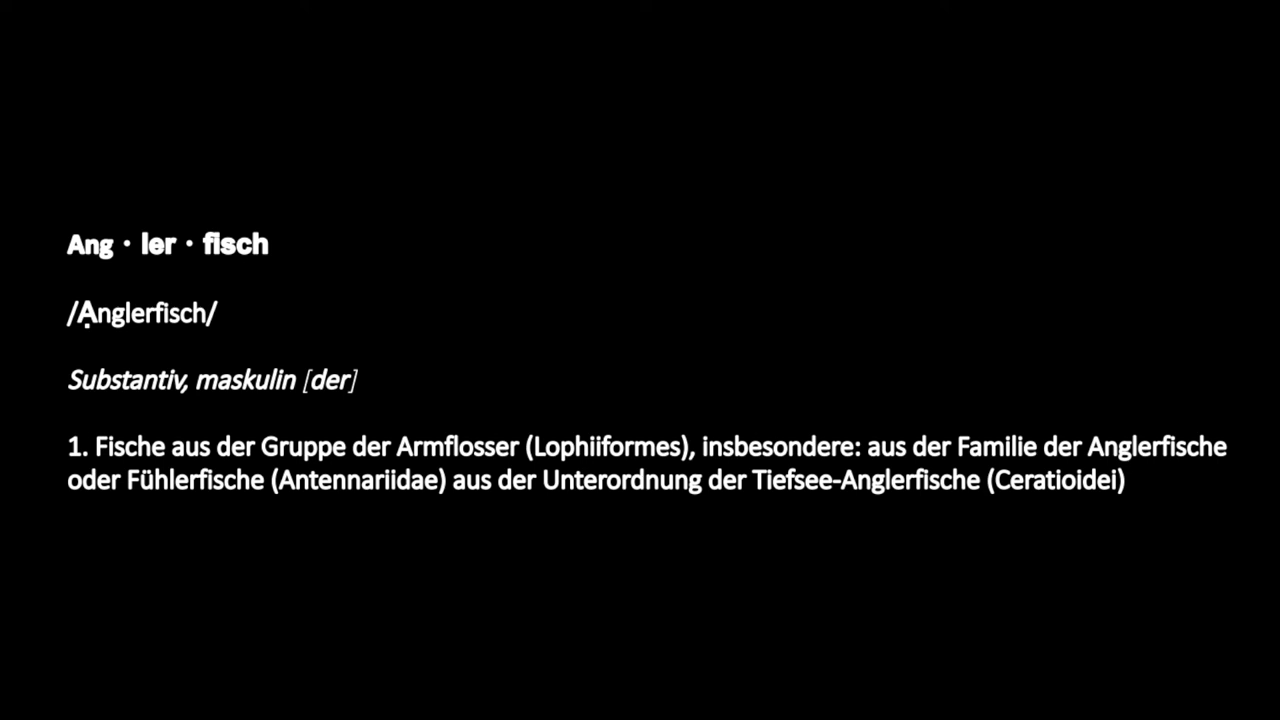 Ang · ler · fisch
/Ạnglerfisch/
Substantiv, maskulin [der]
1. Fische aus der Gruppe der Armflosser (Lophiiformes), insbesondere: aus der Familie der Anglerfische
oder Fühlerfische (Antennariidae) aus der Unterordnung der Tiefsee-Anglerfische (Ceratioidei)